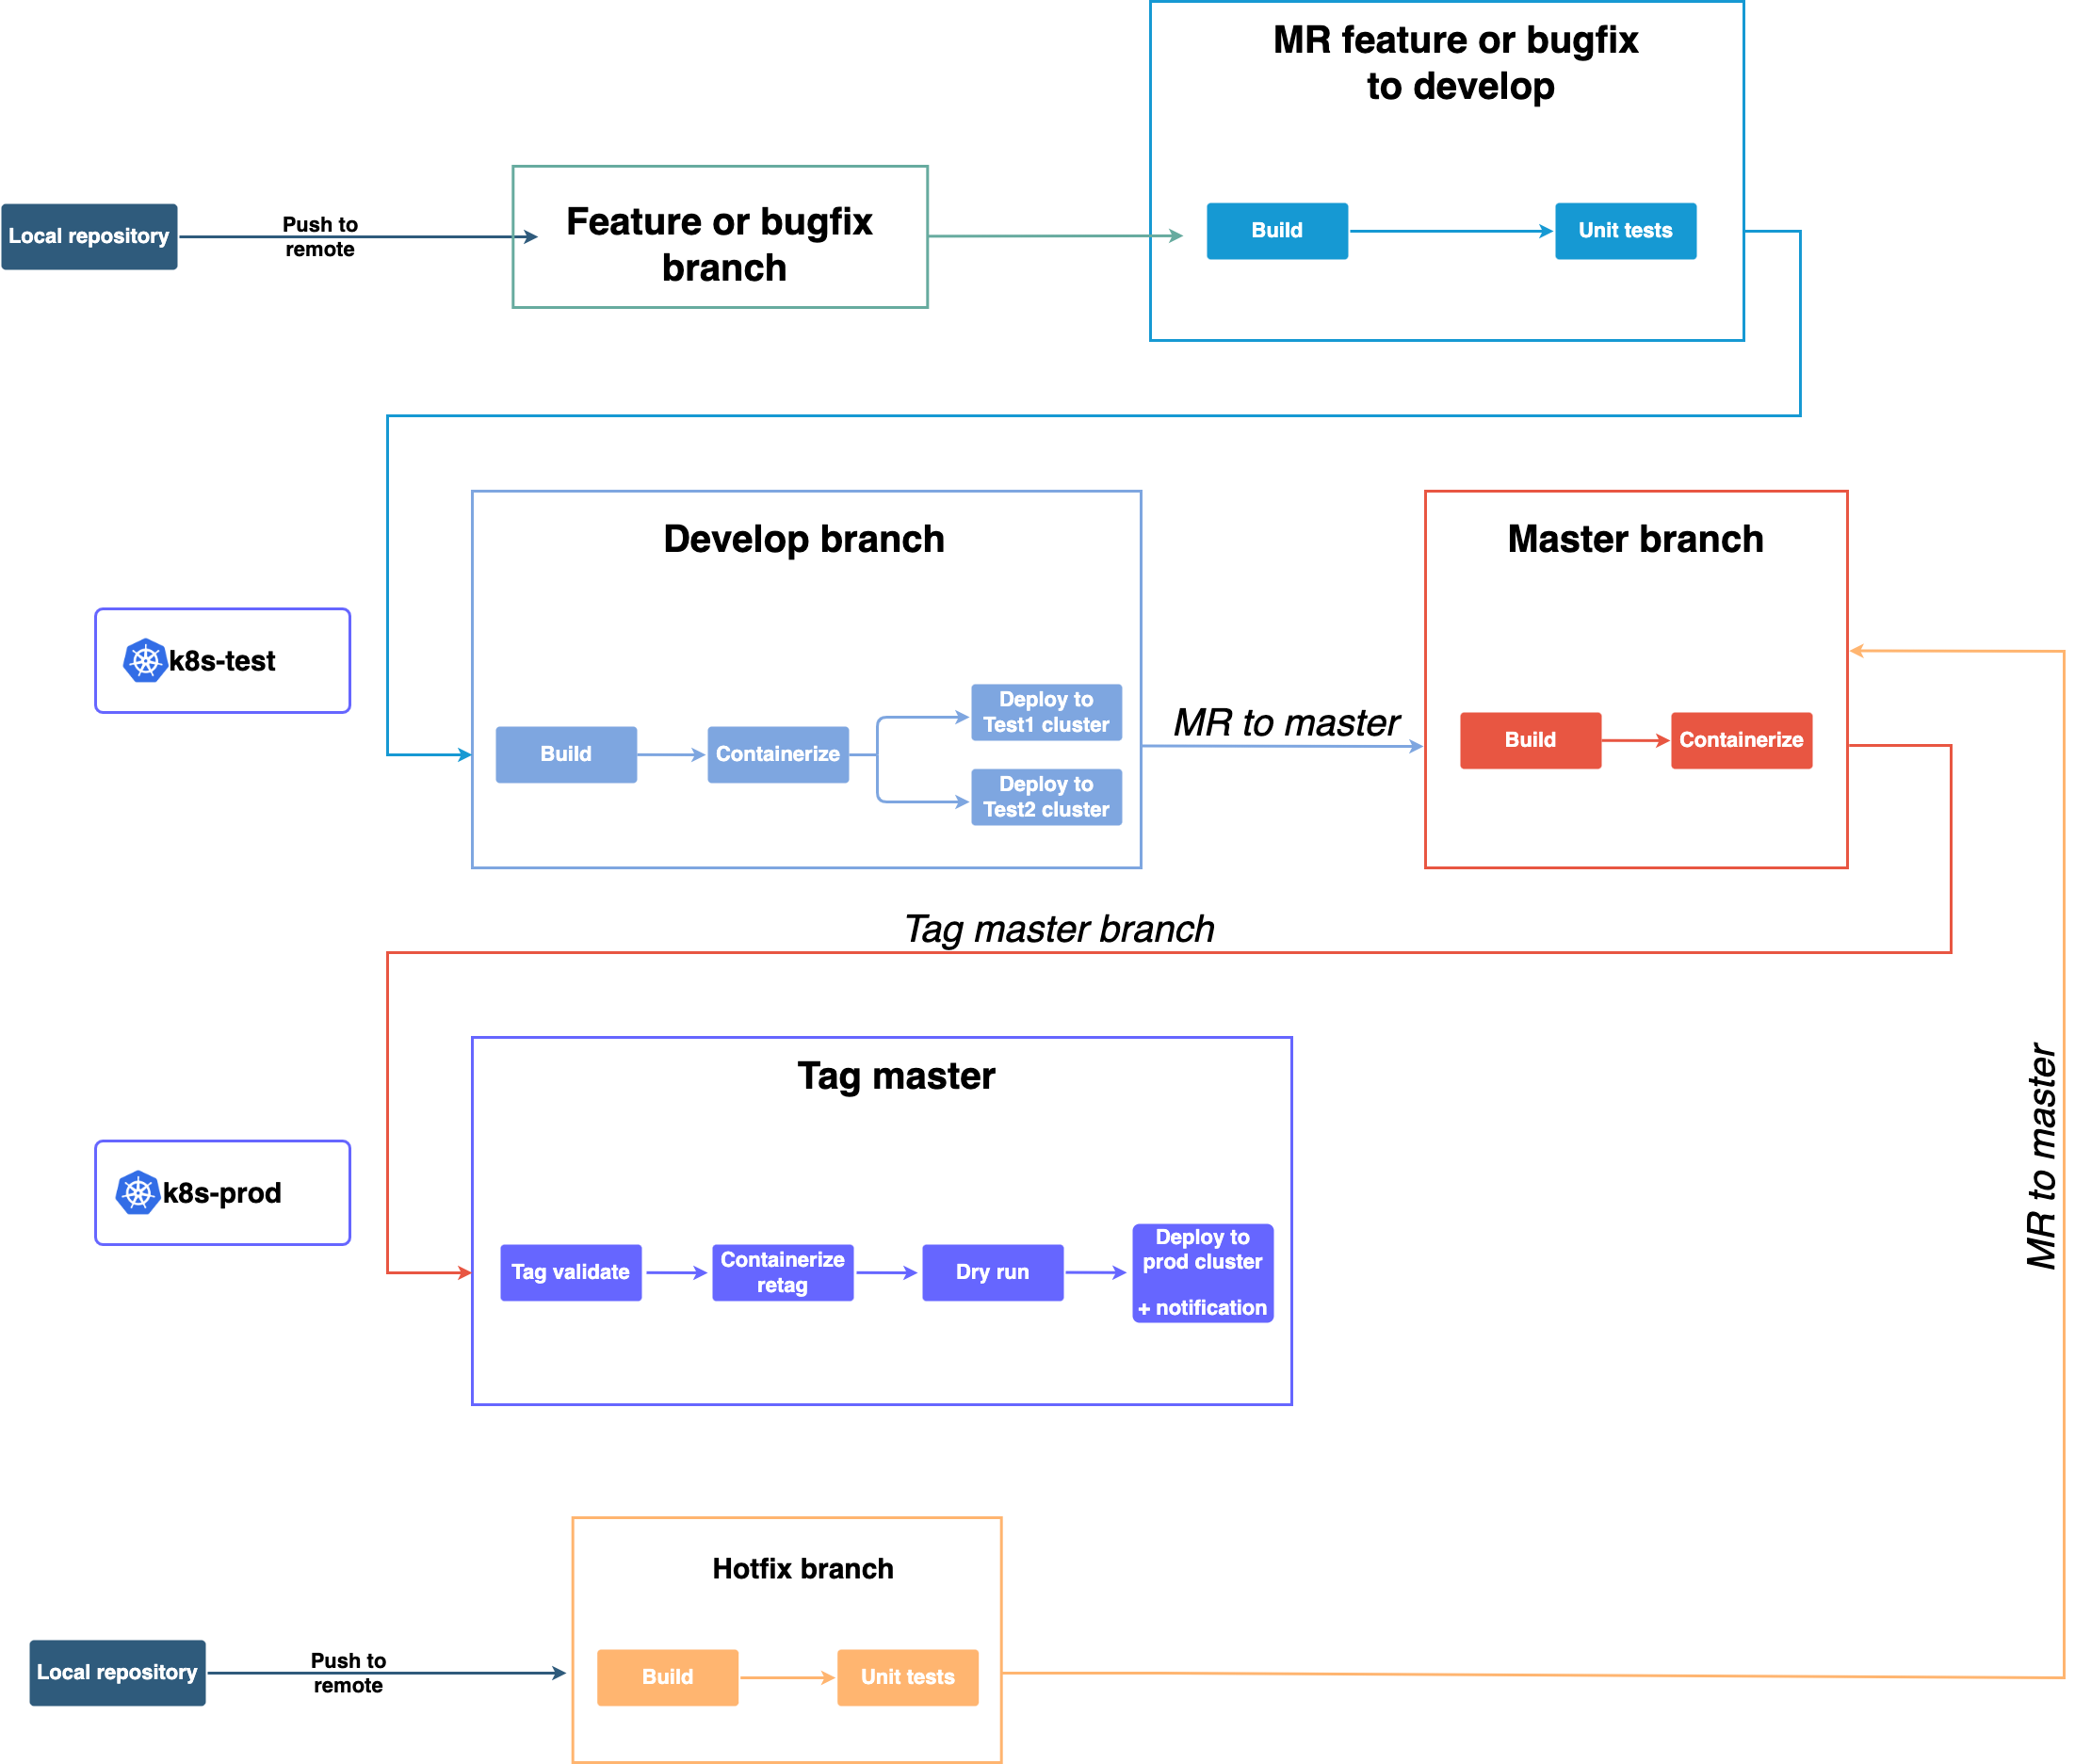 MR feature or bugfix
to develop
Local repository
Push to
remote
Feature or bugfix
branch
Build
Unit tests
Develop branch
Master branch
k8s-test
Build
Containerize
Deploy to
Test1 cluster
Deploy to
Test2 cluster
MR to master
Build
Containerize
Tag master branch
Tag master
k8s-prod
Tag validate
Containerize
retag
Dry run
Deploy to
prod cluster
+ notification
MR to master
Hotfix branch
Local repository
Push to
remote
Build
Unit tests